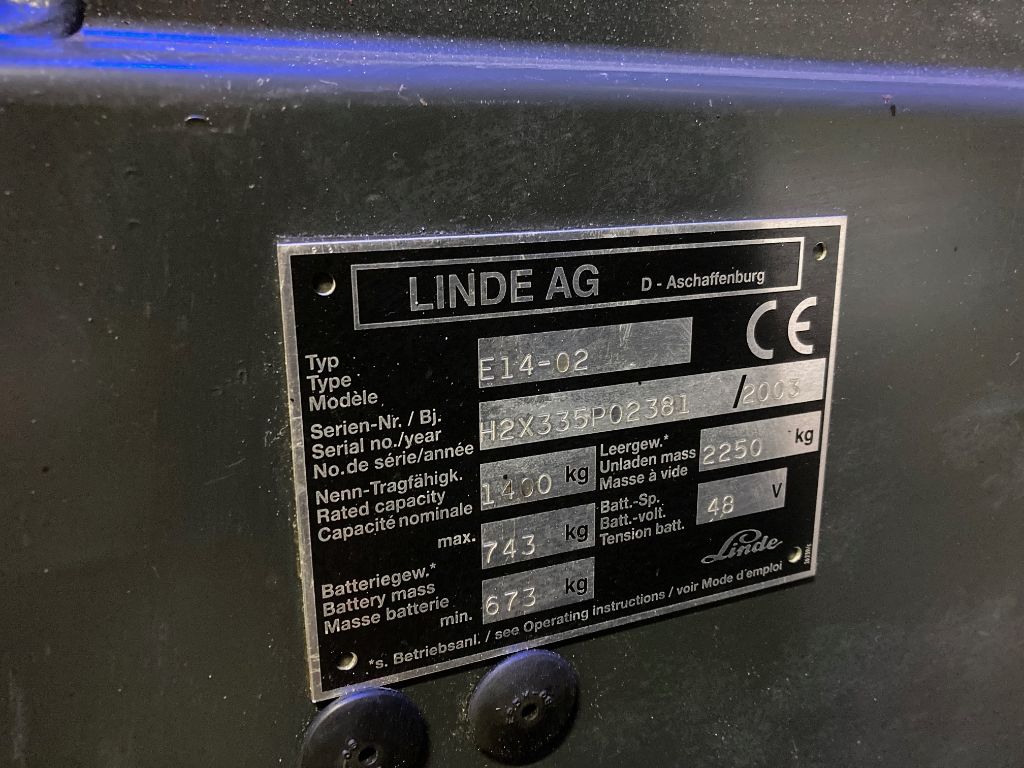 LINDE AG D - Aschaffenburg
CE
Typ
Type
Modèle
E14-02
Serien-Nr. / Bj.
Serial no./year
No.de série/année
H2X335P02381 /2003
Nenn-Tragfähigk.
Rated capacity
Capacité nominale
1400 kg
Leergew.*
Unladen mass
Masse à vide
2250 kg
Batteriegew.*
Battery mass
Masse batterie
max. 743 kg
min. 673 kg
Batt.-Sp.
Batt.-volt.
Tension batt.
48 V
Linde
*s. Betriebsanl. / see Operating instructions / voir Mode d'emploi